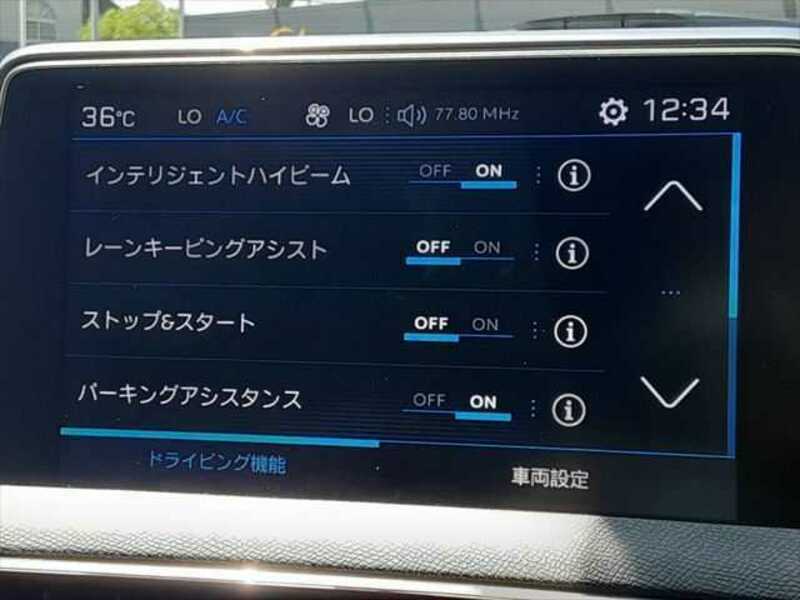 36℃ LO A/C LO 77.80 MHz 12:34
インテリジェントハイビーム OFF ON
レーンキーピングアシスト OFF ON
ストップ&スタート OFF ON
パーキングアシスタンス OFF ON
ドライビング機能 車両設定